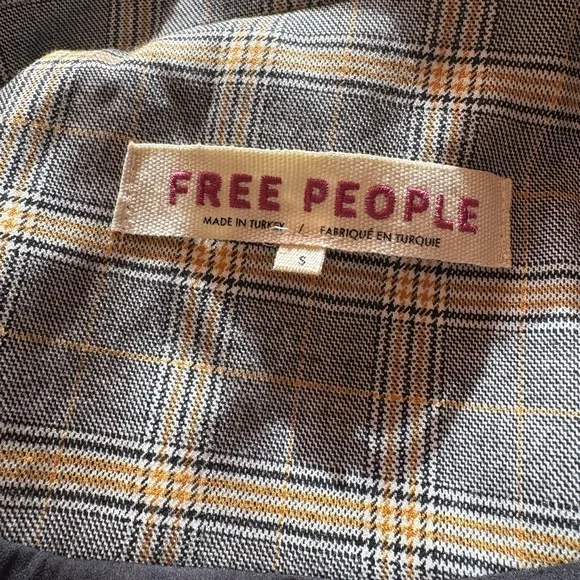 FREE PEOPLE
MADE IN TURKEY / FABRIQUÉ EN TURQUIE
S